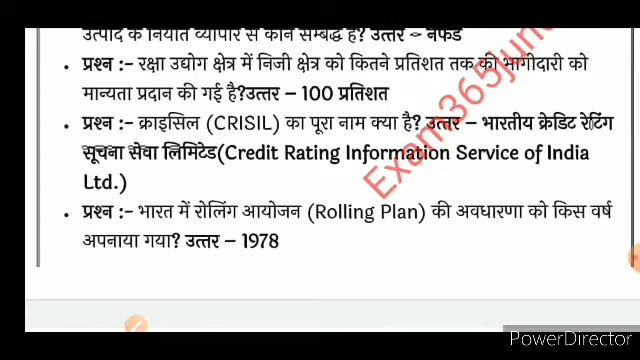 उत्पाद के निर्यात व्यापार से कौन सम्बद्ध है? उत्तर – नेफेड
• प्रश्न :- रक्षा उद्योग क्षेत्र में निजी क्षेत्र को कितने प्रतिशत तक की भागीदारी को
मान्यता प्रदान की गई है?उत्तर – 100 प्रतिशत
• प्रश्न :- क्राइसिल (CRISIL) का पूरा नाम क्या है? उत्तर – भारतीय क्रेडिट रेटिंग
सूचना सेवा लिमिटेड(Credit Rating Information Service of India
Ltd.)
• प्रश्न :- भारत में रोलिंग आयोजन (Rolling Plan) की अवधारणा को किस वर्ष
अपनाया गया? उत्तर – 1978
Exam365jun
PowerDirector